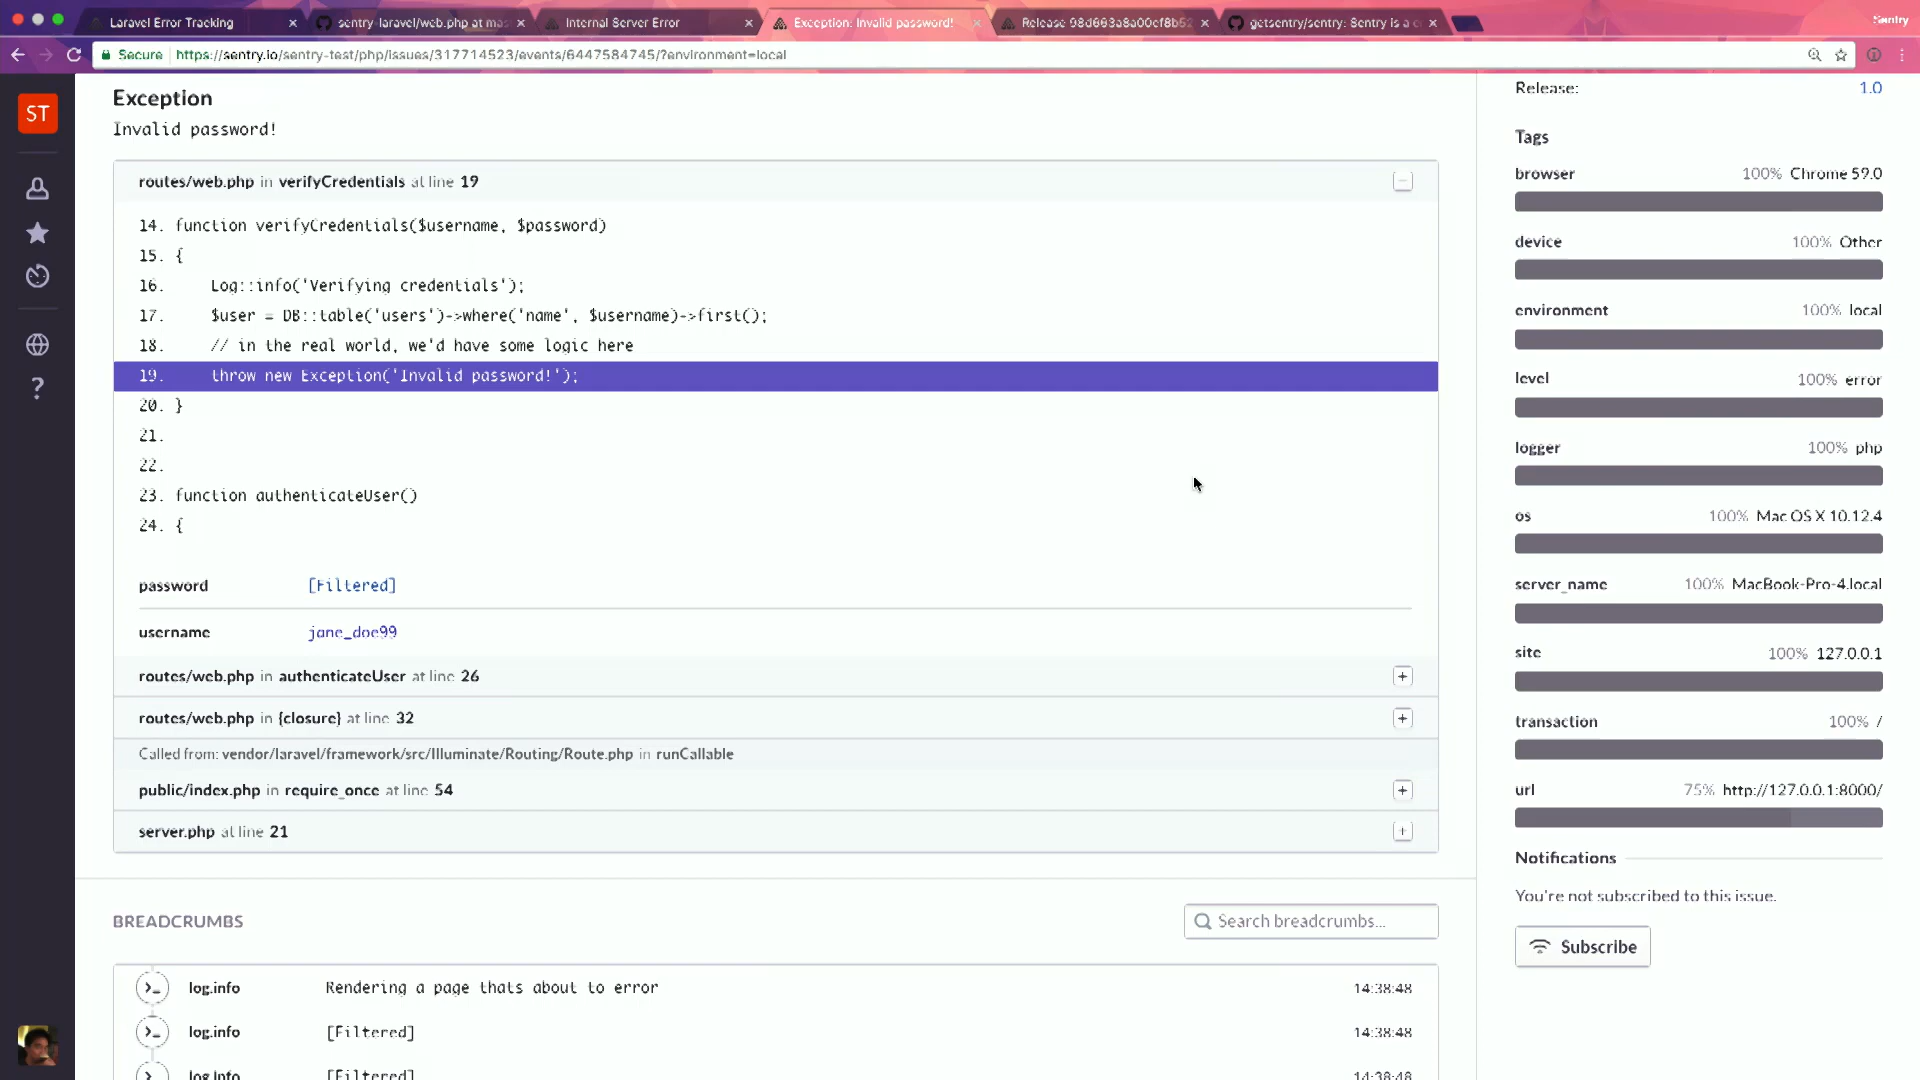 Laravel Error Tracking
sentry-laravel/web.php at mas
Internal Server Error
Exception: Invalid password!
Release 98d663a8a00ef8b52
getsentry/sentry: Sentry is a c
Sentry
Secure https://sentry.io/sentry-test/php/issues/317714523/events/6447584745/?environment=local
ST
?
Exception
Invalid password!
routes/web.php in verifyCredentials at line 19
14. function verifyCredentials($username, $password)
15. {
16. Log::info('Verifying credentials');
17. $user = DB::table('users')->where('name', $username)->first();
18. // in the real world, we'd have some logic here
19. throw new Exception('Invalid password!');
20. }
21.
22.
23. function authenticateUser()
24. {
password [Filtered]
username jane_doe99
routes/web.php in authenticateUser at line 26
routes/web.php in {closure} at line 32
Called from: vendor/laravel/framework/src/Illuminate/Routing/Route.php in runCallable
public/index.php in require_once at line 54
server.php at line 21
BREADCRUMBS
Search breadcrumbs...
log.info Rendering a page thats about to error 14:38:48
log.info [Filtered] 14:38:48
log.info [Filtered] 14:38:48
Release: 1.0
Tags
browser 100% Chrome 59.0
device 100% Other
environment 100% local
level 100% error
logger 100% php
os 100% Mac OS X 10.12.4
server_name 100% MacBook-Pro-4.local
site 100% 127.0.0.1
transaction 100% /
url 75% http://127.0.0.1:8000/
Notifications
You're not subscribed to this issue.
Subscribe